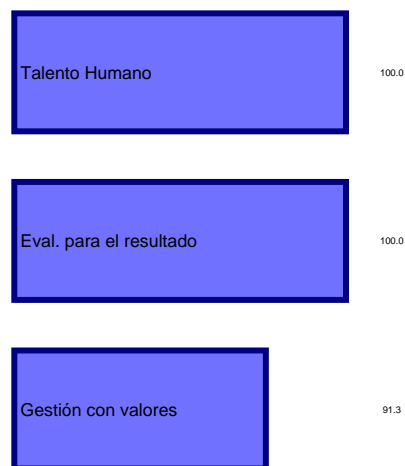 Talento Humano 100.0
Eval. para el resultado 100.0
Gestión con valores 91.3